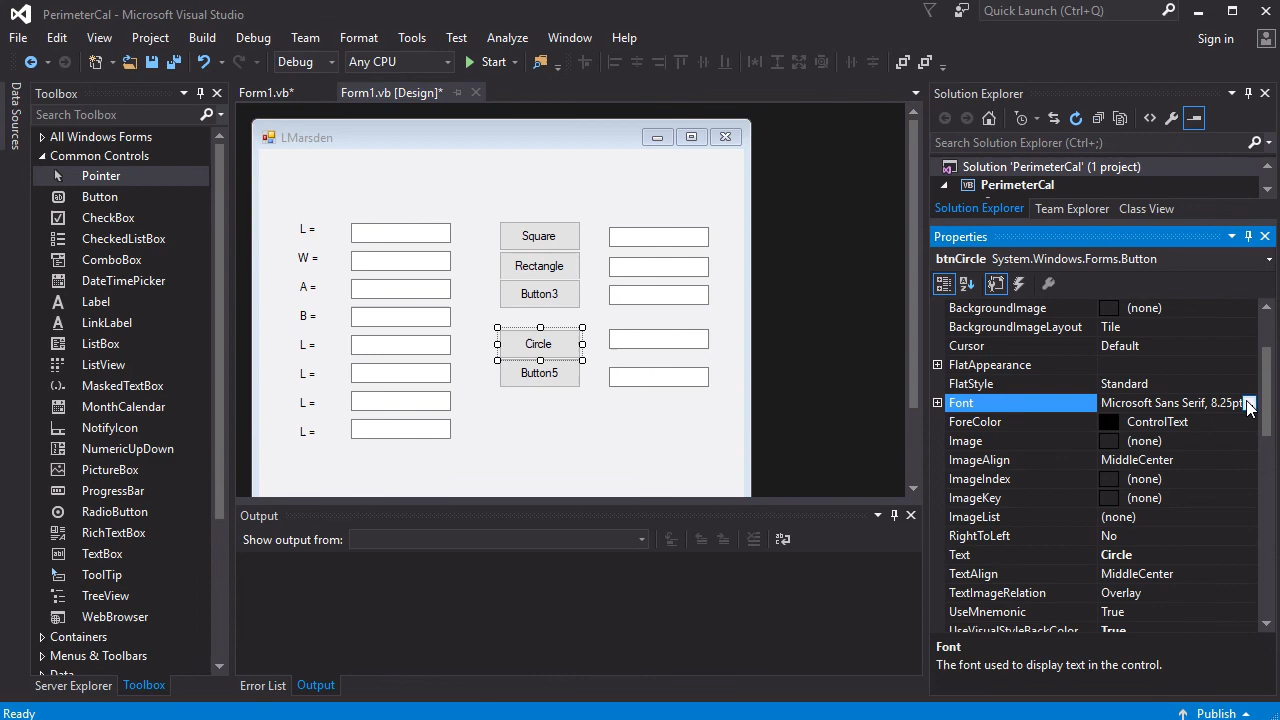 PerimeterCal - Microsoft Visual Studio
Quick Launch (Ctrl+;)
File Edit View Project Build Debug Team Format Tools Test Analyze Window Help
Sign in
Debug Any CPU Start
Data Sources
Toolbox
Search Toolbox
All Windows Forms
Common Controls
Pointer
Button
CheckBox
CheckedListBox
ComboBox
DateTimePicker
Label
LinkLabel
ListBox
ListView
MaskedTextBox
MonthCalendar
NotifyIcon
NumericUpDown
PictureBox
ProgressBar
RadioButton
RichTextBox
TextBox
ToolTip
TreeView
WebBrowser
Containers
Menus & Toolbars
Server Explorer Toolbox
Form1.vb* Form1.vb [Design]*
LMarsden
L =
W =
A =
B =
L =
L =
L =
L =
Square
Rectangle
Button3
Circle
Button5
Output
Show output from:
Error List Output
Solution Explorer
Search Solution Explorer (Ctrl+;)
Solution 'PerimeterCal' (1 project)
PerimeterCal
Solution Explorer Team Explorer Class View
Properties
btnCircle System.Windows.Forms.Button
BackgroundImage (none)
BackgroundImageLayout Tile
Cursor Default
FlatAppearance
FlatStyle Standard
Font Microsoft Sans Serif, 8.25pt
ForeColor ControlText
Image (none)
ImageAlign MiddleCenter
ImageIndex (none)
ImageKey (none)
ImageList (none)
RightToLeft No
Text Circle
TextAlign MiddleCenter
TextImageRelation Overlay
UseMnemonic True
UseVisualStyleBackColor True
Font
The font used to display text in the control.
Ready
Publish